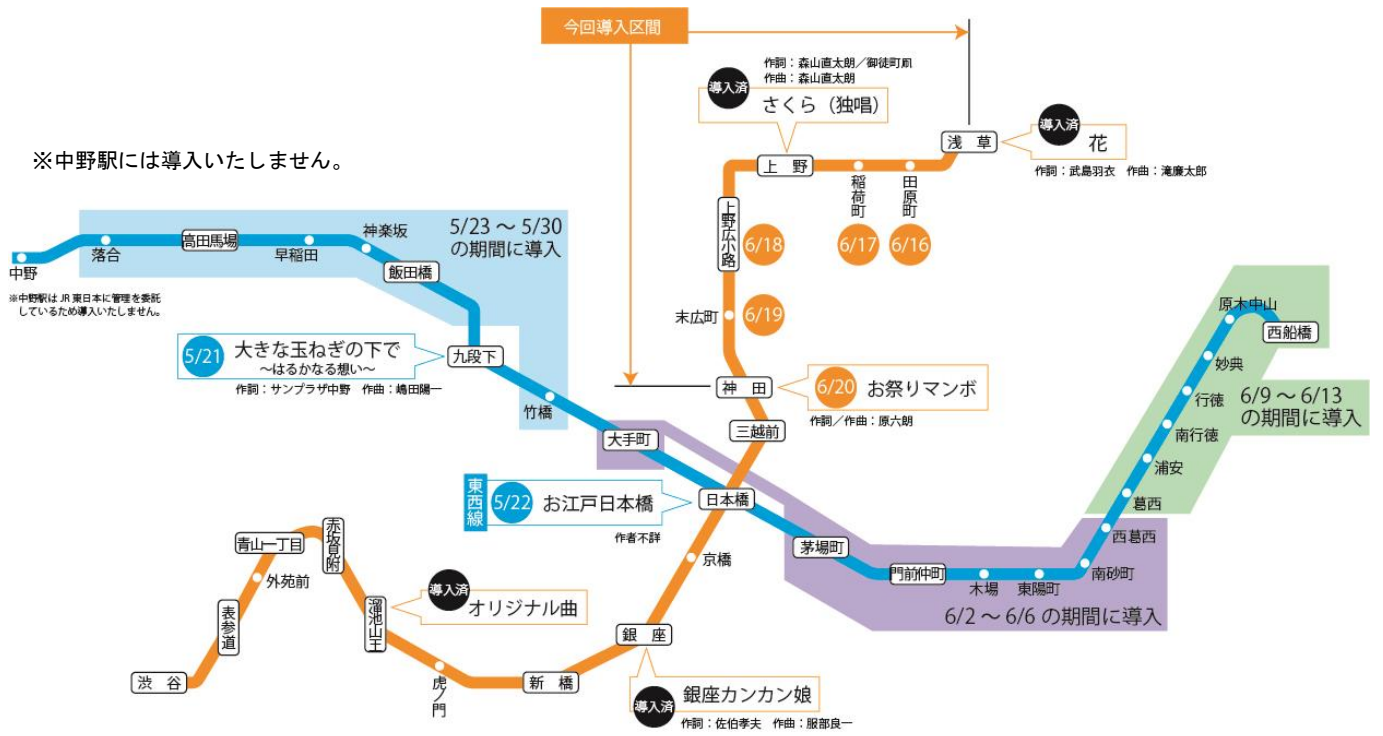 今回導入区間
作詞：森山直太朗／御徒町凧
作曲：森山直太朗
導入済
さくら（独唱）
導入済
花
作詞：武島羽衣　作曲：滝廉太郎
浅草
上野
稲荷町
田原町
上野広小路
6/18
6/17
6/16
末広町
6/19
神田
6/20
お祭りマンボ
作詞／作曲：原六朗
三越前
※中野駅には導入いたしません。
5/23 ～ 5/30
の期間に導入
中野
落合
高田馬場
早稲田
神楽坂
飯田橋
※中野駅は JR 東日本に管理を委託
しているため導入いたしません。
5/21
大きな玉ねぎの下で
～はるかなる想い～
作詞：サンプラザ中野　作曲：嶋田陽一
九段下
竹橋
大手町
東西線
5/22
お江戸日本橋
作者不詳
日本橋
茅場町
門前仲町
木場
東陽町
南砂町
西葛西
6/2 ～ 6/6 の期間に導入
葛西
浦安
南行徳
行徳
妙典
原木中山
西船橋
6/9 ～ 6/13
の期間に導入
京橋
銀座
導入済
銀座カンカン娘
作詞：佐伯孝夫　作曲：服部良一
新橋
虎ノ門
溜池山王
導入済
オリジナル曲
赤坂見附
青山一丁目
外苑前
表参道
渋谷